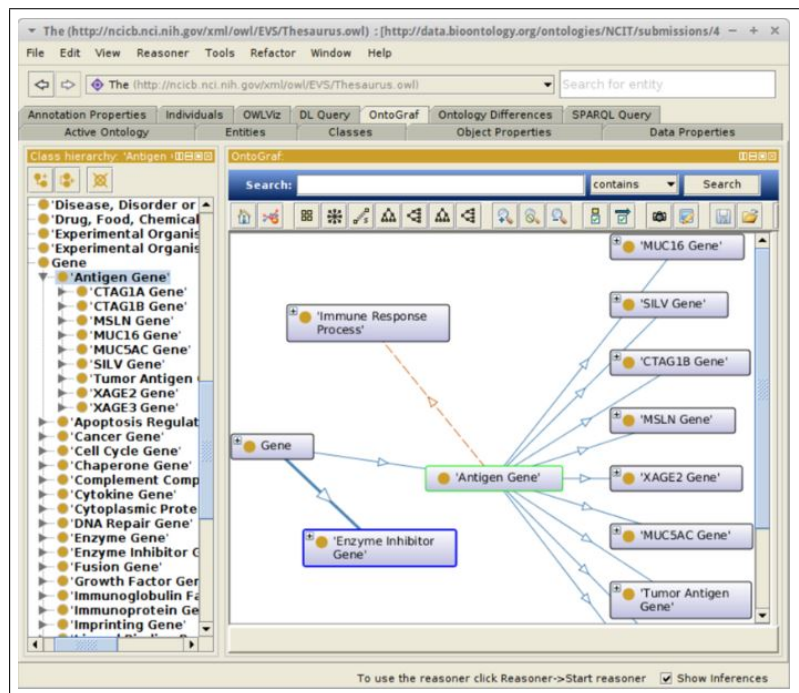 The (http://ncicb.nci.nih.gov/xml/owl/EVS/Thesaurus.owl) : [http://data.bioontology.org/ontologies/NCIT/submissions/4
File Edit View Reasoner Tools Refactor Window Help
The (http://ncicb.nci.nih.gov/xml/owl/EVS/Thesaurus.owl) Search for entity
Annotation Properties Individuals OWLViz DL Query OntoGraf Ontology Differences SPARQL Query
Active Ontology Entities Classes Object Properties Data Properties
Class hierarchy: 'Antigen
'Disease, Disorder or
'Drug, Food, Chemical
'Experimental Organis
'Experimental Organis
Gene
'Antigen Gene'
'CTAG1A Gene'
'CTAG1B Gene'
'MSLN Gene'
'MUC16 Gene'
'MUC5AC Gene'
'SILV Gene'
'Tumor Antigen
'XAGE2 Gene'
'XAGE3 Gene'
'Apoptosis Regulat
'Cancer Gene'
'Cell Cycle Gene'
'Chaperone Gene'
'Complement Comp
'Cytokine Gene'
'Cytoplasmic Prote
'DNA Repair Gene'
'Enzyme Gene'
'Enzyme Inhibitor G
'Fusion Gene'
'Growth Factor Ger
'Immunoglobulin Fa
'Immunoprotein Ge
'Imprinting Gene'
OntoGraf:
Search: contains Search
'MUC16 Gene'
'Immune Response
Process'
'SILV Gene'
'CTAG1B Gene'
'MSLN Gene'
Gene
'Antigen Gene'
'XAGE2 Gene'
'Enzyme Inhibitor
Gene'
'MUC5AC Gene'
'Tumor Antigen
Gene'
To use the reasoner click Reasoner->Start reasoner Show Inferences